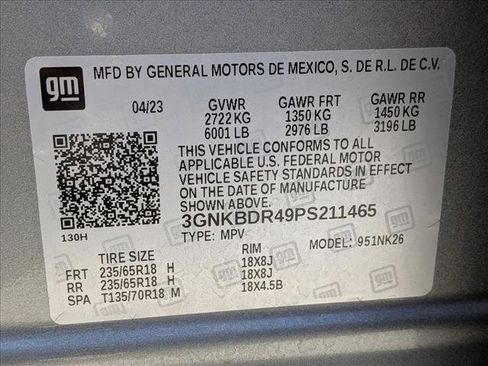 gm
MFD BY GENERAL MOTORS DE MEXICO, S. DE R.L. DE C.V.
04/23 GVWR GAWR FRT GAWR RR
2722 KG 1350 KG 1450 KG
6001 LB 2976 LB 3196 LB
THIS VEHICLE CONFORMS TO ALL
APPLICABLE U.S. FEDERAL MOTOR
VEHICLE SAFETY STANDARDS IN EFFECT
ON THE DATE OF MANUFACTURE
SHOWN ABOVE.
3GNKBDR49PS211465
130H TYPE: MPV MODEL: 951NK26
TIRE SIZE RIM
FRT 235/65R18 H 18X8J
RR 235/65R18 H 18X8J
SPA T135/70R18 M 18X4.5B